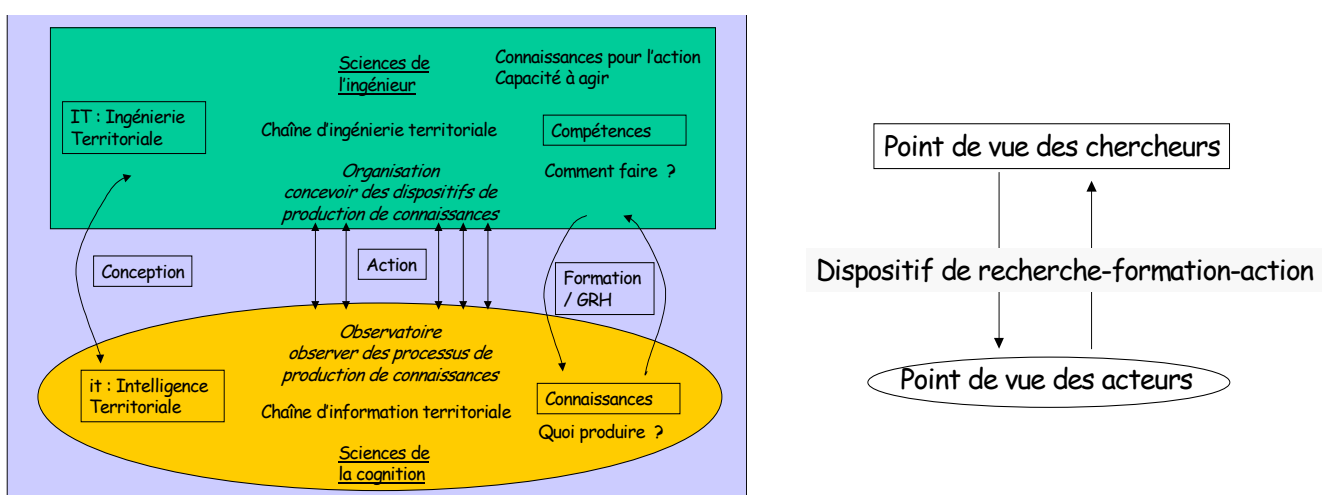 Sciences de
l'ingénieur
Connaissances pour l'action
Capacité à agir
IT : Ingénierie
Territoriale
Chaîne d'ingénierie territoriale
Compétences
Organisation
concevoir des dispositifs de
production de connaissances
Comment faire ?
Conception
Action
Formation
/ GRH
Observatoire
observer des processus de
production de connaissances
it : Intelligence
Territoriale
Chaîne d'information territoriale
Connaissances
Quoi produire ?
Sciences de
la cognition
Point de vue des chercheurs
Dispositif de recherche-formation-action
Point de vue des acteurs